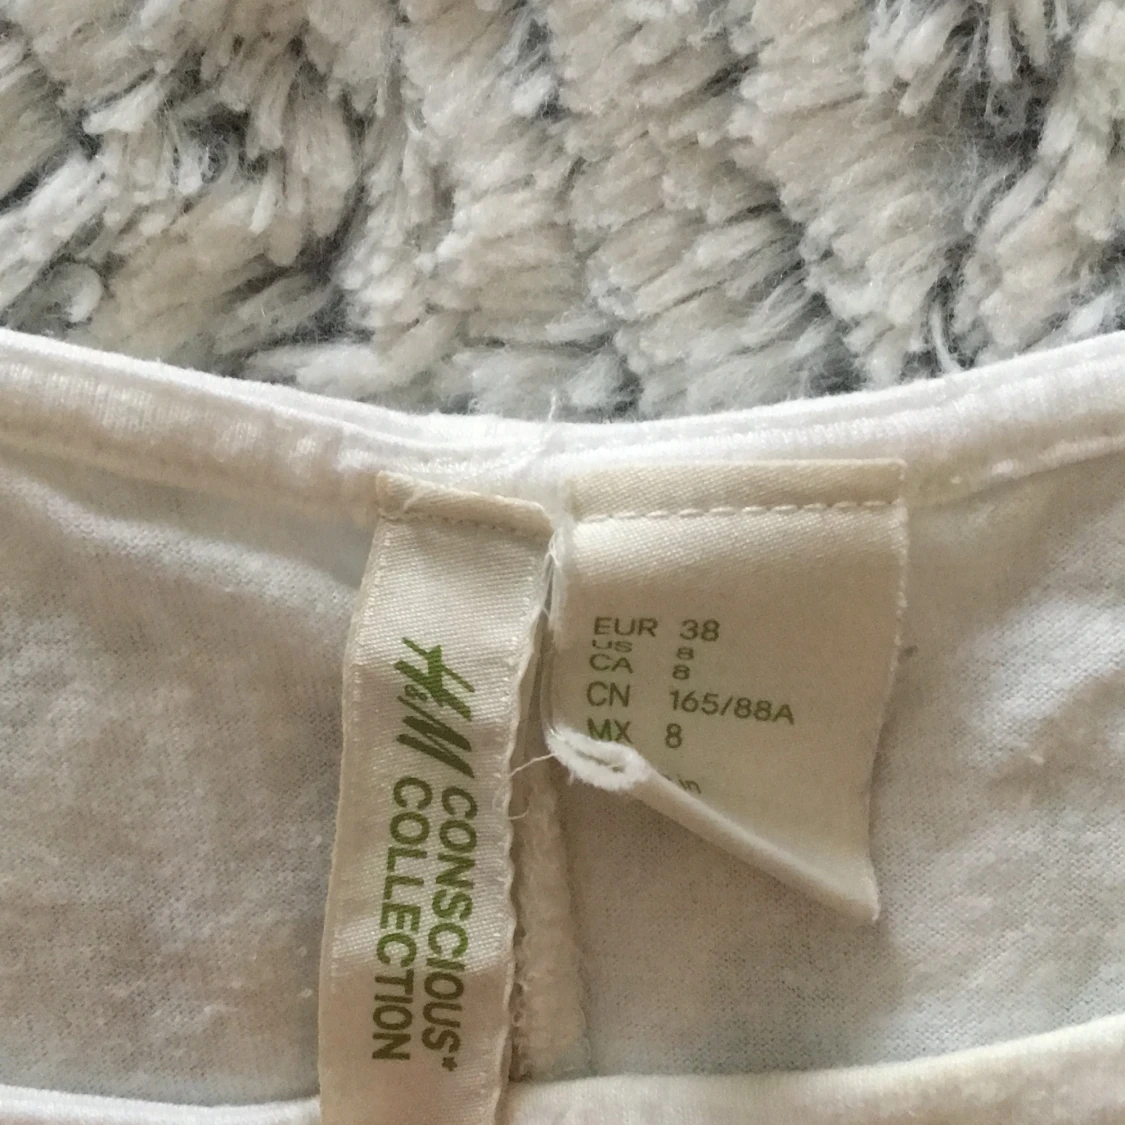 H&M CONSCIOUS*
COLLECTION
EUR 38
US 8
CA 8
CN 165/88A
MX 8